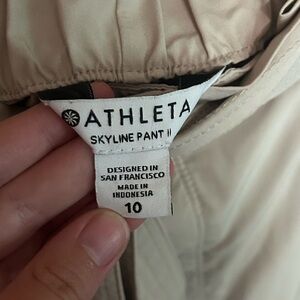 ATHLETA
SKYLINE PANT II
DESIGNED IN
SAN FRANCISCO
MADE IN
INDONESIA
10